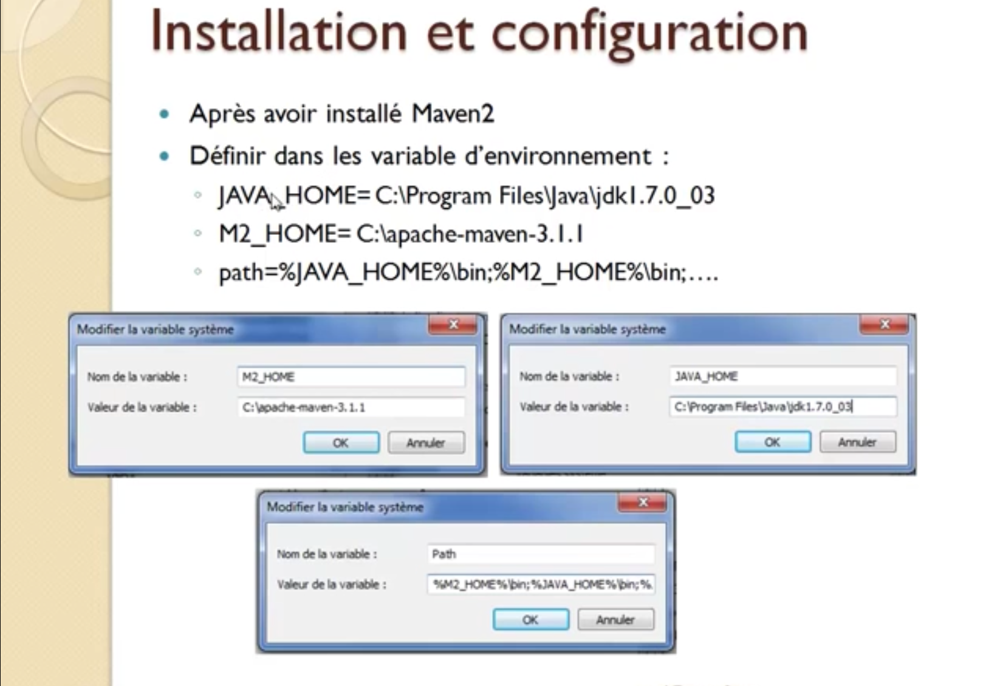 Installation et configuration
Après avoir installé Maven2
Définir dans les variable d'environnement :
JAVA_HOME= C:\Program Files\Java\jdk1.7.0_03
M2_HOME= C:\apache-maven-3.1.1
path=%JAVA_HOME%\bin;%M2_HOME%\bin;....
Modifier la variable système
Nom de la variable : M2_HOME
Valeur de la variable : C:\apache-maven-3.1.1
OK Annuler
Modifier la variable système
Nom de la variable : JAVA_HOME
Valeur de la variable : C:\Program Files\Java\jdk1.7.0_03
OK Annuler
Modifier la variable système
Nom de la variable : Path
Valeur de la variable : %M2_HOME%\bin;%JAVA_HOME%\bin;%
OK Annuler